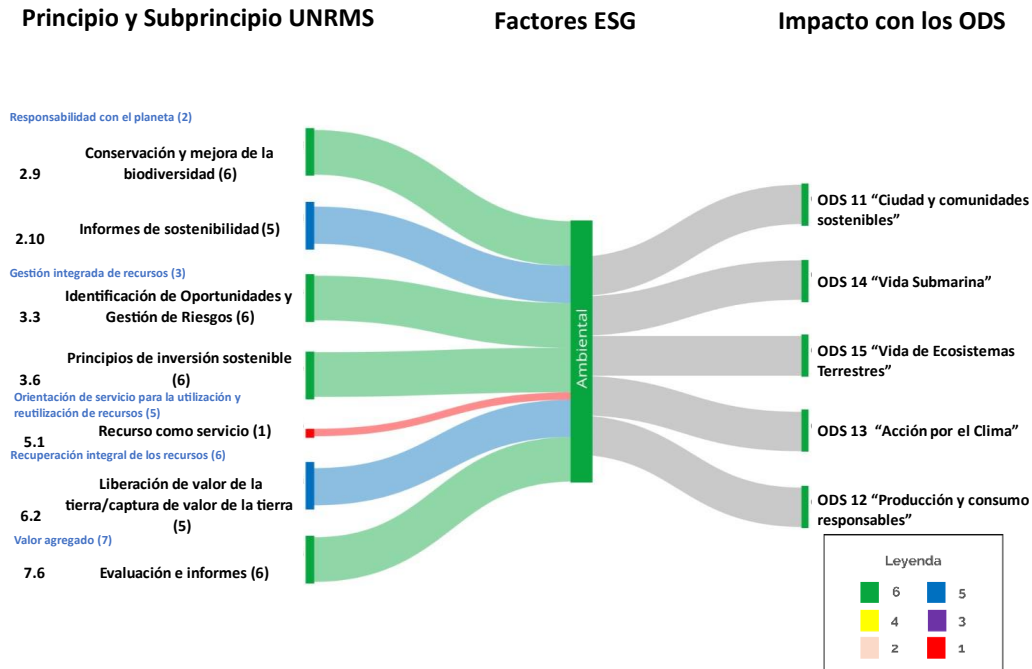 Principio y Subprincipio UNRMS
Factores ESG
Impacto con los ODS
Responsabilidad con el planeta (2)
2.9
Conservación y mejora de la
biodiversidad (6)
2.10
Informes de sostenibilidad (5)
Gestión integrada de recursos (3)
3.3
Identificación de Oportunidades y
Gestión de Riesgos (6)
3.6
Principios de inversión sostenible
(6)
Orientación de servicio para la utilización y
reutilización de recursos (5)
5.1
Recurso como servicio (1)
Recuperación integral de los recursos (6)
6.2
Liberación de valor de la
tierra/captura de valor de la tierra
(5)
Valor agregado (7)
7.6
Evaluación e informes (6)
Ambiental
ODS 11 “Ciudad y comunidades
sostenibles”
ODS 14 “Vida Submarina”
ODS 15 “Vida de Ecosistemas
Terrestres”
ODS 13 “Acción por el Clima”
ODS 12 “Producción y consumo
responsables”
Leyenda
6 5
4 3
2 1